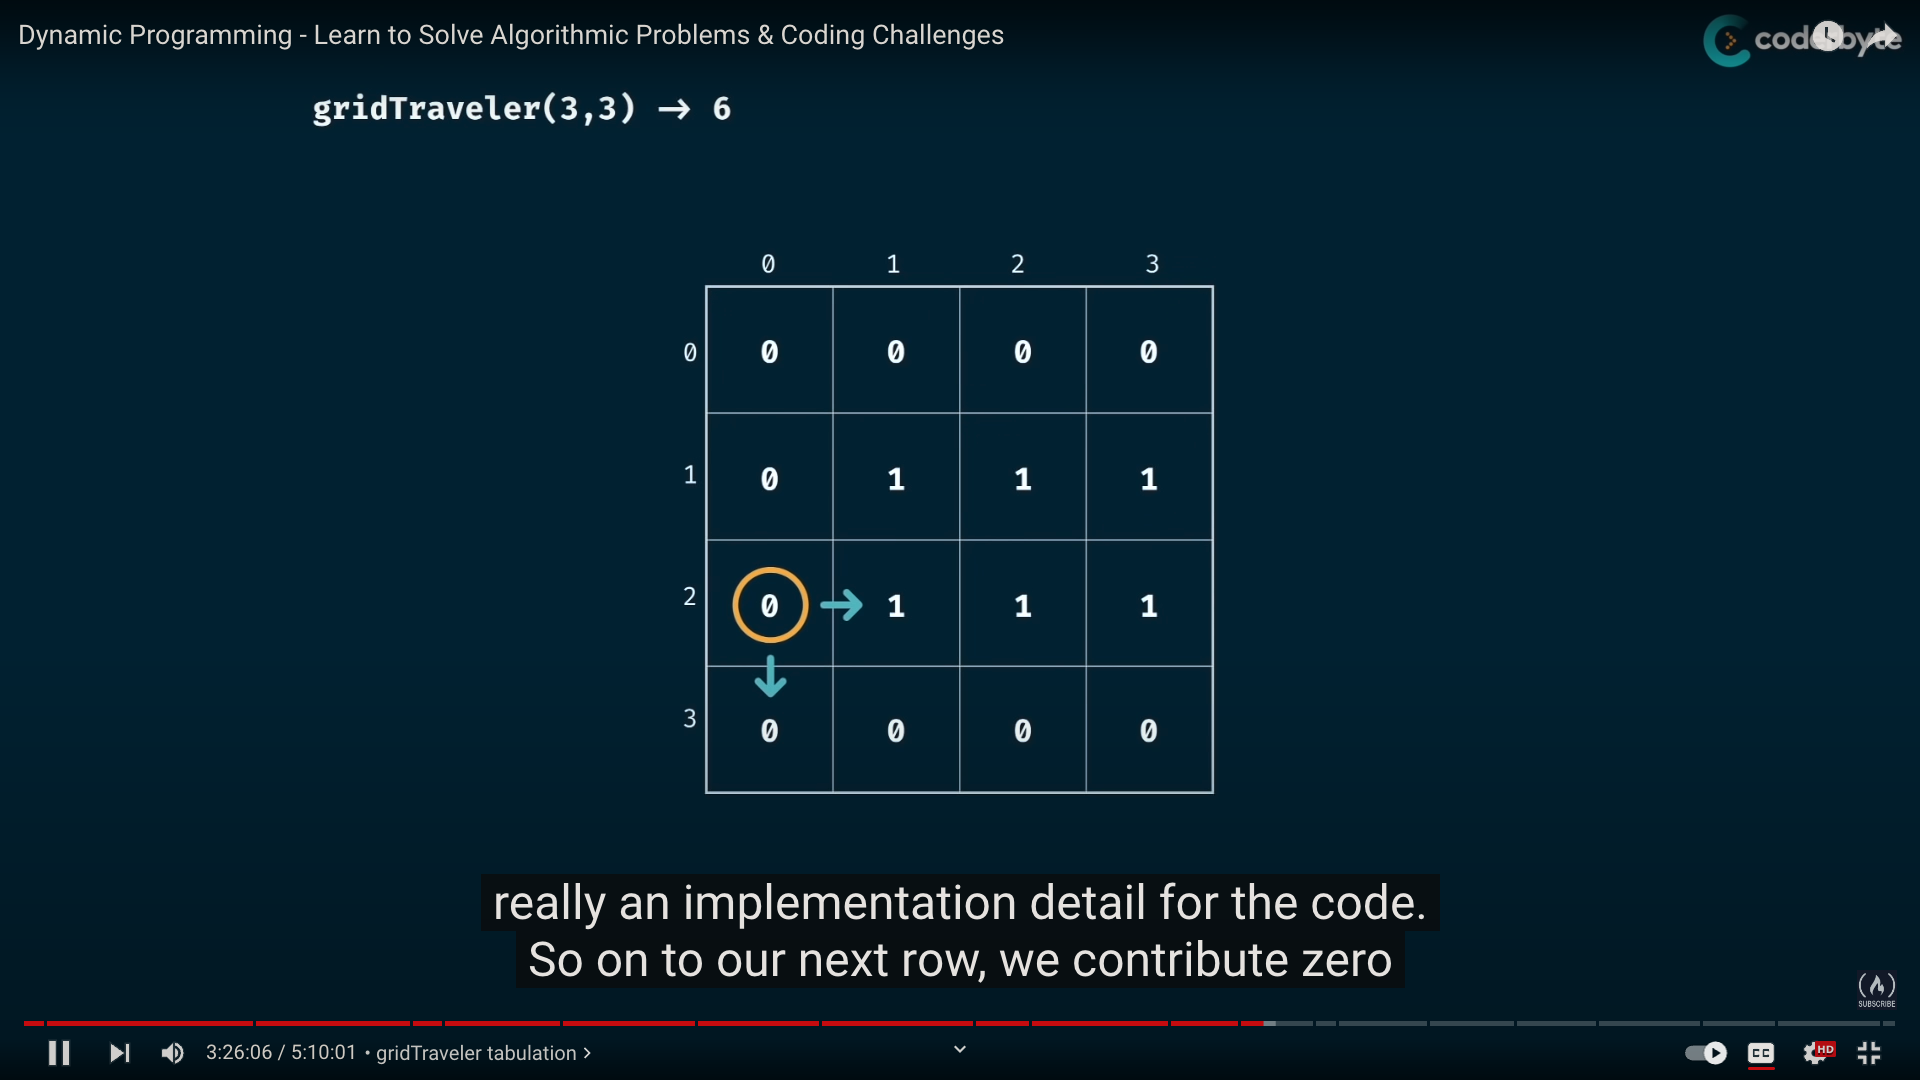 Dynamic Programming - Learn to Solve Algorithmic Problems & Coding Challenges
coderbyte
gridTraveler(3,3) → 6
0 1 2 3
0 0 0 0 0
1 0 1 1 1
2 0 1 1 1
3 0 0 0 0
really an implementation detail for the code.
So on to our next row, we contribute zero
SUBSCRIBE
3:26:06 / 5:10:01 • gridTraveler tabulation >
CC
HD